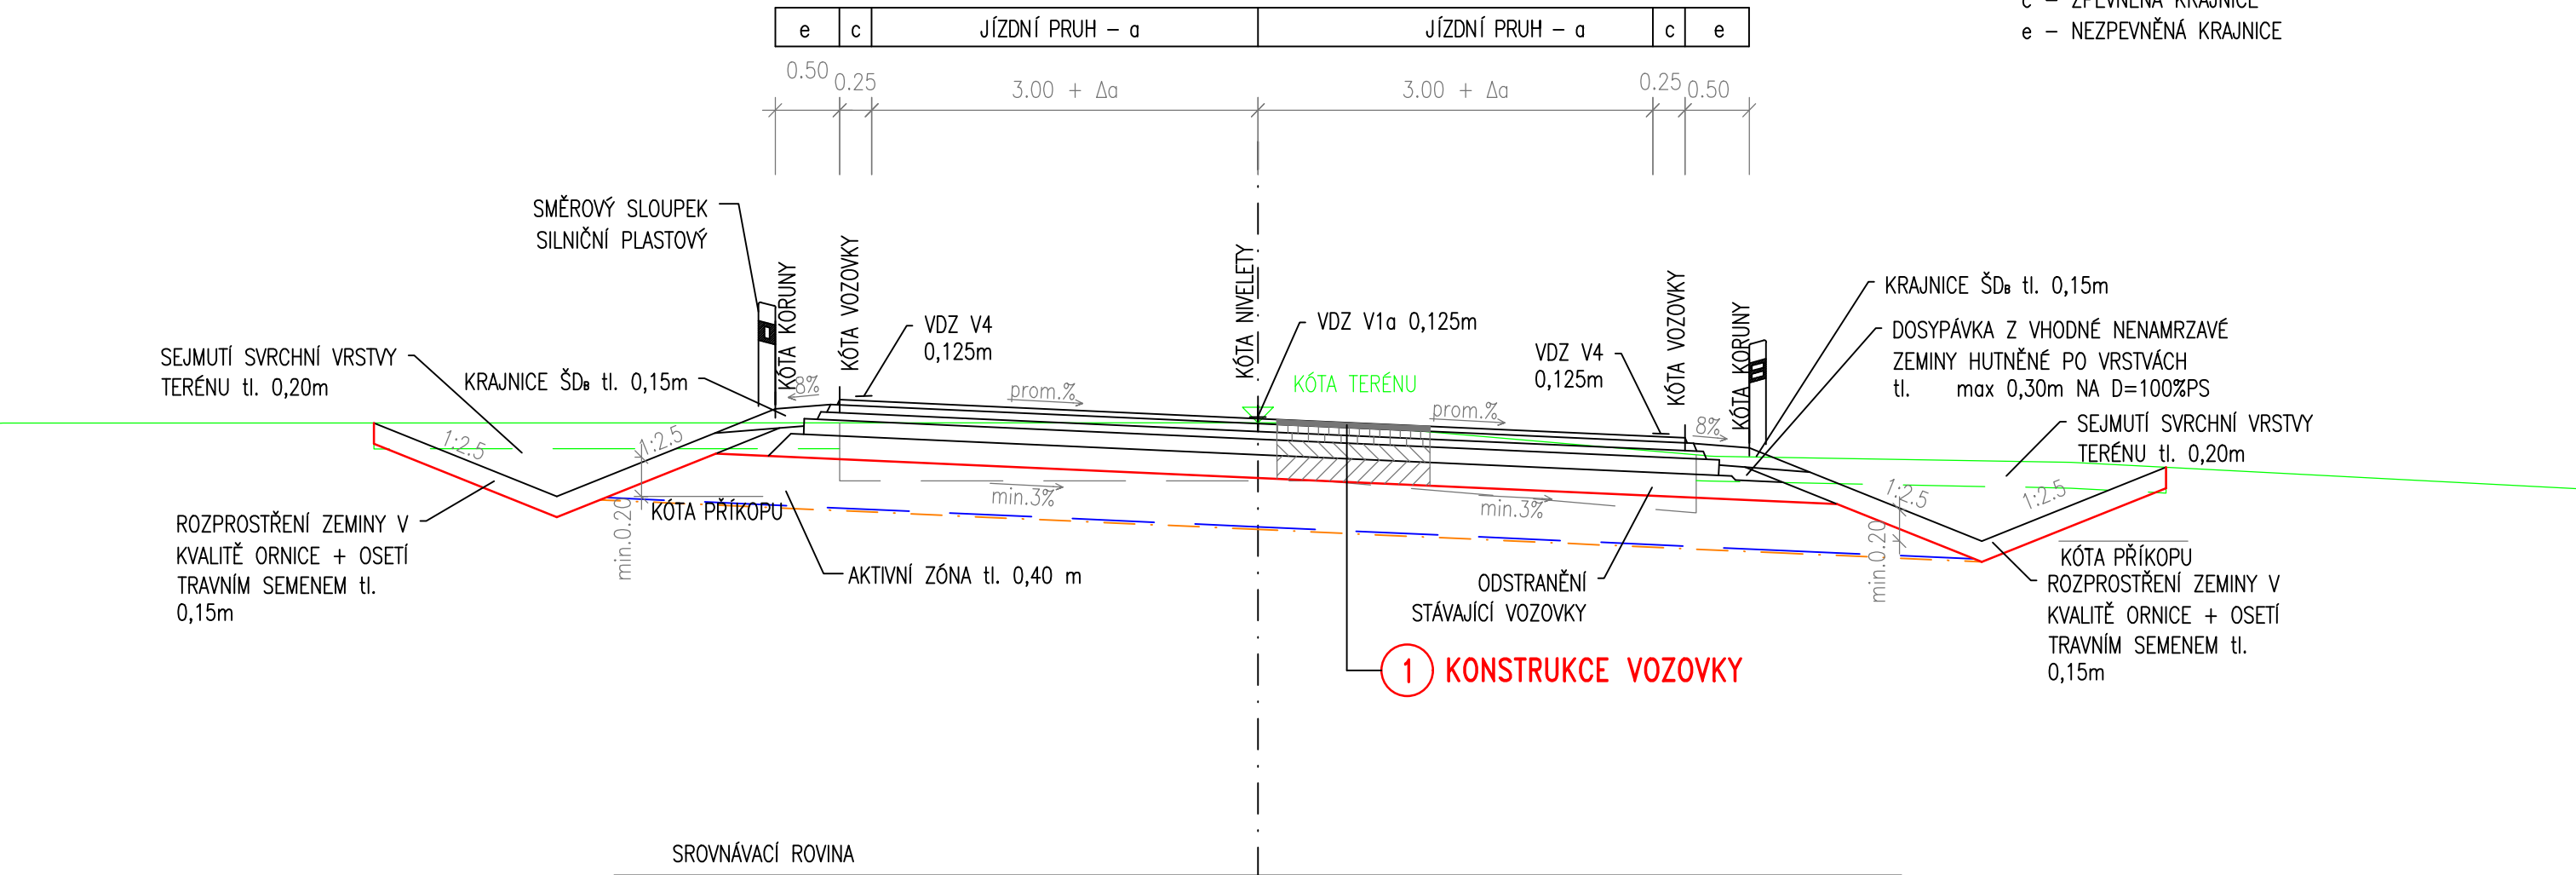 c – ZPEVNĚNÁ KRAJNICE
e – NEZPEVNĚNÁ KRAJNICE
e c JÍZDNÍ PRUH – a JÍZDNÍ PRUH – a c e
0.50 0.25 3.00 + Δa 3.00 + Δa 0.25 0.50
SMĚROVÝ SLOUPEK
SILNIČNÍ PLASTOVÝ
KÓTA KORUNY
KÓTA VOZOVKY
KÓTA NIVELETY
KÓTA VOZOVKY
KÓTA KORUNY
VDZ V4
0,125m
VDZ V1a 0,125m
VDZ V4
0,125m
KÓTA TERÉNU
KRAJNICE ŠDB tl. 0,15m
DOSYPÁVKA Z VHODNÉ NENAMRZAVÉ
ZEMINY HUTNĚNÉ PO VRSTVÁCH
tl. max 0,30m NA D=100%PS
SEJMUTÍ SVRCHNÍ VRSTVY
TERÉNU tl. 0,20m
KRAJNICE ŠDB tl. 0,15m
SEJMUTÍ SVRCHNÍ VRSTVY
TERÉNU tl. 0,20m
8%
prom.%
prom.%
8%
1:2.5
1:2.5
1:2.5
1:2.5
min.3%
min.3%
min.0.20
min.0.20
KÓTA PŘÍKOPU
KÓTA PŘÍKOPU
ROZPROSTŘENÍ ZEMINY V
KVALITĚ ORNICE + OSETÍ
TRAVNÍM SEMENEM tl.
0,15m
AKTIVNÍ ZÓNA tl. 0,40 m
ODSTRANĚNÍ
STÁVAJÍCÍ VOZOVKY
ROZPROSTŘENÍ ZEMINY V
KVALITĚ ORNICE + OSETÍ
TRAVNÍM SEMENEM tl.
0,15m
1 KONSTRUKCE VOZOVKY
SROVNÁVACÍ ROVINA